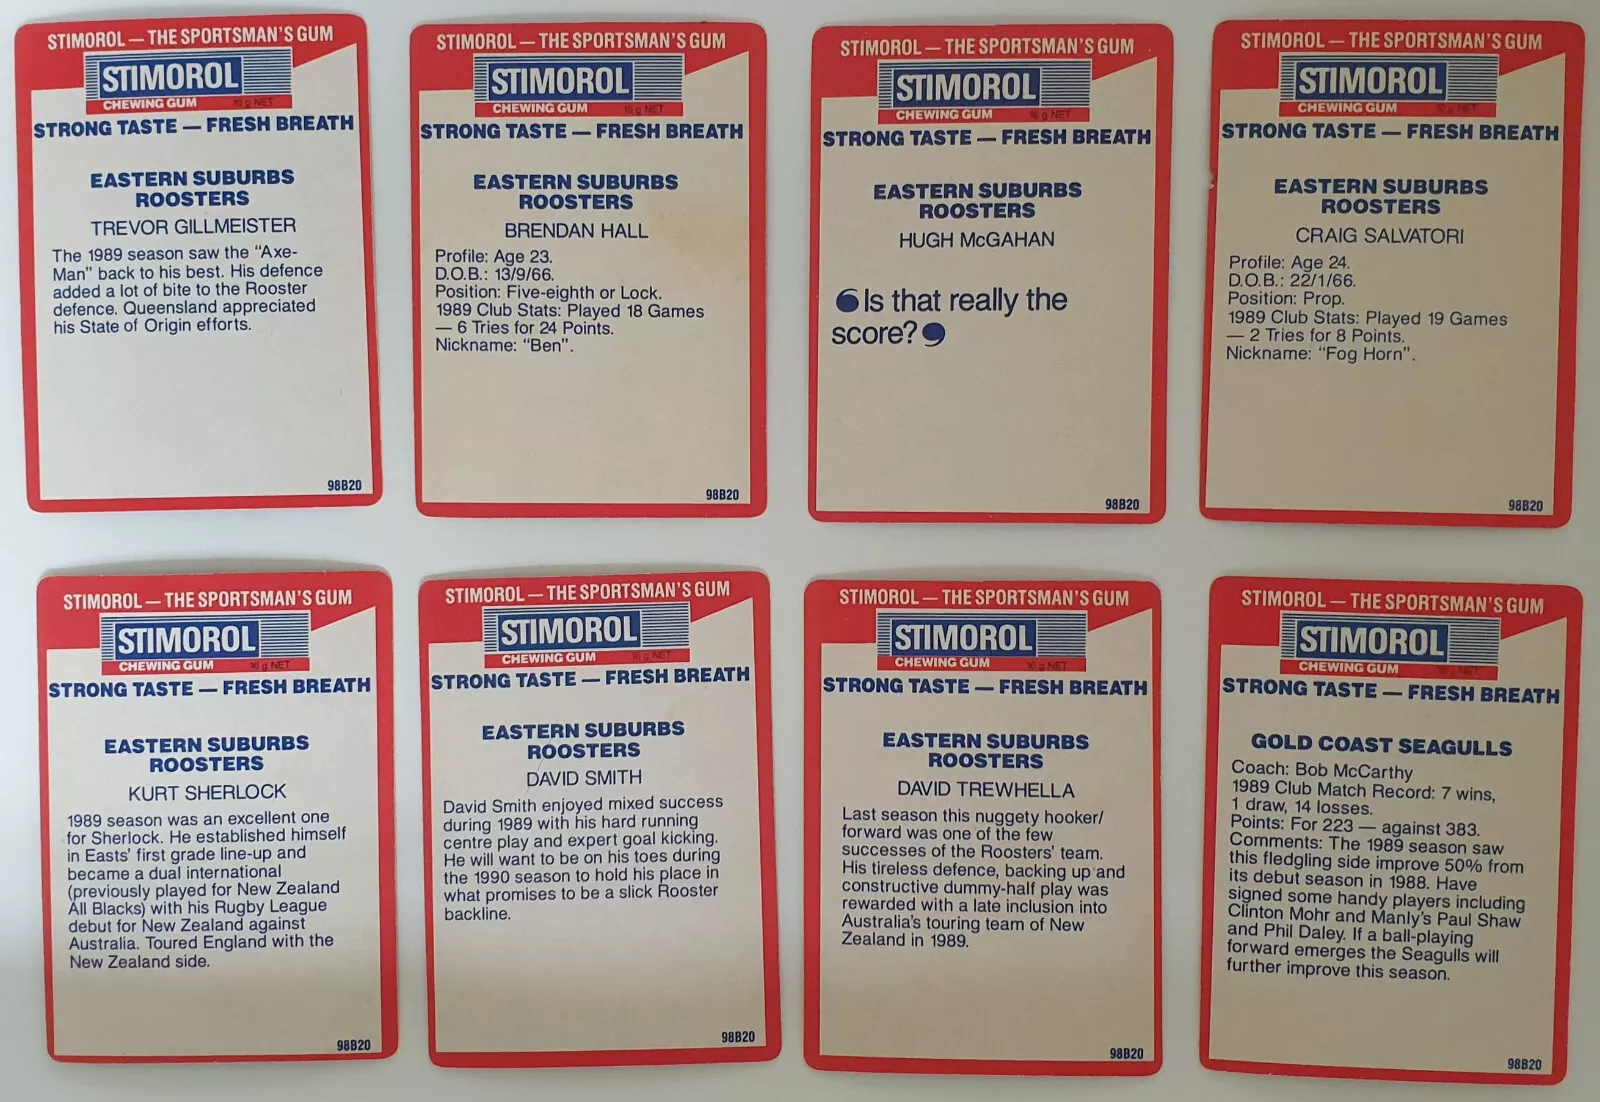 STIMOROL — THE SPORTSMAN'S GUM
STIMOROL
CHEWING GUM 16 g NET
STRONG TASTE — FRESH BREATH
EASTERN SUBURBS
ROOSTERS
TREVOR GILLMEISTER
The 1989 season saw the "Axe-
Man" back to his best. His defence
added a lot of bite to the Rooster
defence. Queensland appreciated
his State of Origin efforts.
98B20
STIMOROL — THE SPORTSMAN'S GUM
STIMOROL
CHEWING GUM 16 g NET
STRONG TASTE — FRESH BREATH
EASTERN SUBURBS
ROOSTERS
BRENDAN HALL
Profile: Age 23.
D.O.B.: 13/9/66.
Position: Five-eighth or Lock.
1989 Club Stats: Played 18 Games
— 6 Tries for 24 Points.
Nickname: "Ben".
98B20
STIMOROL — THE SPORTSMAN'S GUM
STIMOROL
CHEWING GUM 16 g NET
STRONG TASTE — FRESH BREATH
EASTERN SUBURBS
ROOSTERS
HUGH McGAHAN
Is that really the
score?
98B20
STIMOROL — THE SPORTSMAN'S GUM
STIMOROL
CHEWING GUM 16 g NET
STRONG TASTE — FRESH BREATH
EASTERN SUBURBS
ROOSTERS
CRAIG SALVATORI
Profile: Age 24.
D.O.B.: 22/1/66.
Position: Prop.
1989 Club Stats: Played 19 Games
— 2 Tries for 8 Points.
Nickname: "Fog Horn".
98B20
STIMOROL — THE SPORTSMAN'S GUM
STIMOROL
CHEWING GUM 16 g NET
STRONG TASTE — FRESH BREATH
EASTERN SUBURBS
ROOSTERS
KURT SHERLOCK
1989 season was an excellent one
for Sherlock. He established himself
in Easts' first grade line-up and
became a dual international
(previously played for New Zealand
All Blacks) with his Rugby League
debut for New Zealand against
Australia. Toured England with the
New Zealand side.
98B20
STIMOROL — THE SPORTSMAN'S GUM
STIMOROL
CHEWING GUM 16 g NET
STRONG TASTE — FRESH BREATH
EASTERN SUBURBS
ROOSTERS
DAVID SMITH
David Smith enjoyed mixed success
during 1989 with his hard running
centre play and expert goal kicking.
He will want to be on his toes during
the 1990 season to hold his place in
what promises to be a slick Rooster
backline.
98B20
STIMOROL — THE SPORTSMAN'S GUM
STIMOROL
CHEWING GUM 16 g NET
STRONG TASTE — FRESH BREATH
EASTERN SUBURBS
ROOSTERS
DAVID TREWHELLA
Last season this nuggety hooker/
forward was one of the few
successes of the Roosters' team.
His tireless defence, backing up and
constructive dummy-half play was
rewarded with a late inclusion into
Australia's touring team of New
Zealand in 1989.
98B20
STIMOROL — THE SPORTSMAN'S GUM
STIMOROL
CHEWING GUM 16 g NET
STRONG TASTE — FRESH BREATH
GOLD COAST SEAGULLS
Coach: Bob McCarthy
1989 Club Match Record: 7 wins,
1 draw, 14 losses.
Points: For 223 — against 383.
Comments: The 1989 season saw
this fledgling side improve 50% from
its debut season in 1988. Have
signed some handy players including
Clinton Mohr and Manly's Paul Shaw
and Phil Daley. If a ball-playing
forward emerges the Seagulls will
further improve this season.
98B20